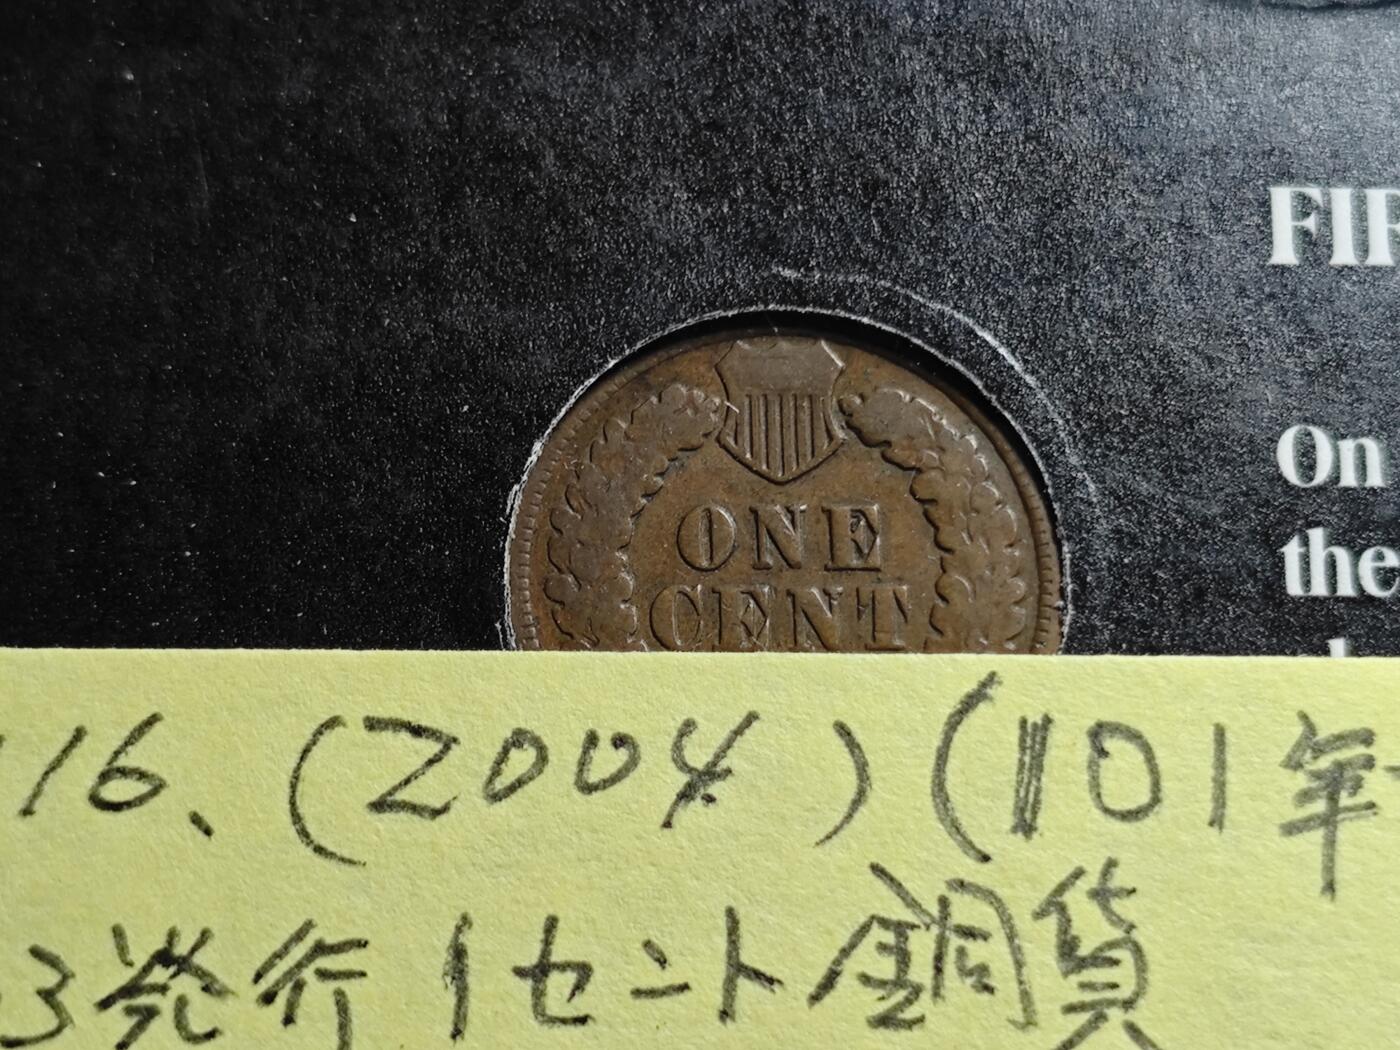 FIR
On
the
ONE
CENT
16、(2004)(101年
3発行1セント銅貨